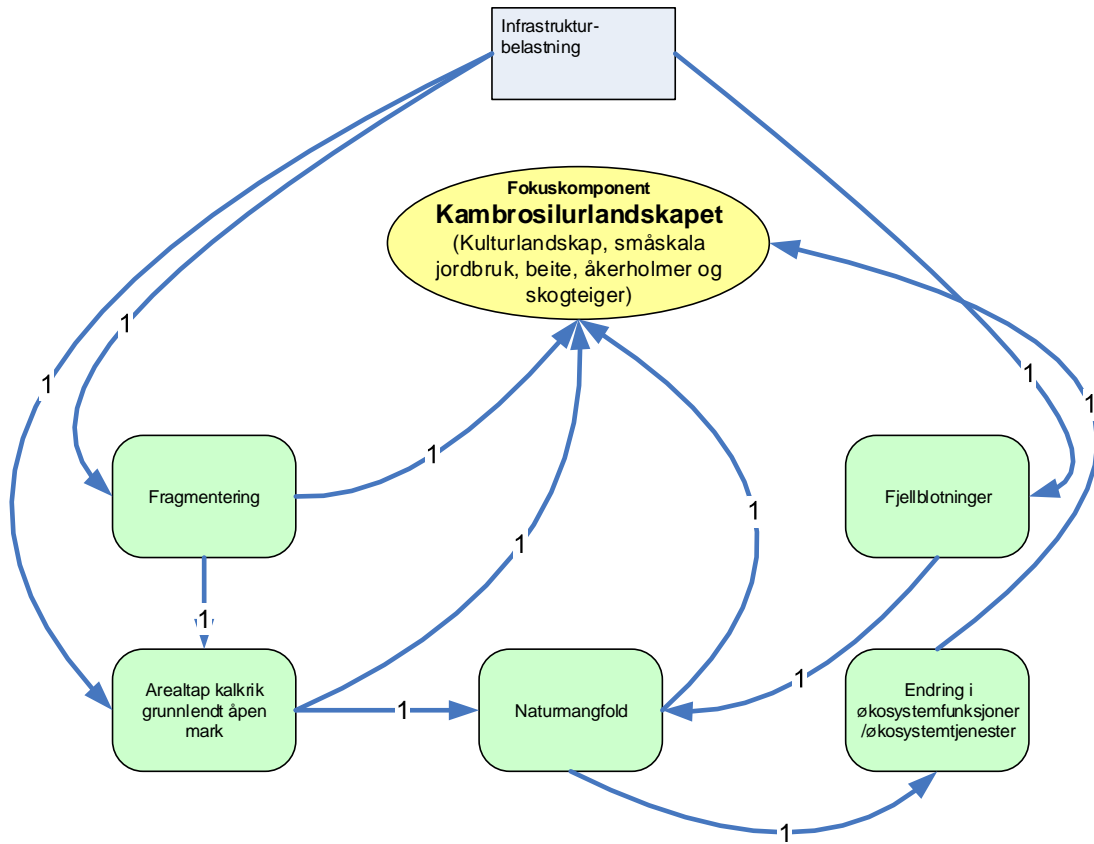 Infrastruktur-
belastning
Fokuskomponent
Kambrosilurlandskapet
(Kulturlandskap, småskala
jordbruk, beite, åkerholmer og
skogteiger)
1
1
1
1
1
1
1
Fragmentering
Fjellblotninger
1
1
Arealtap kalkrik
grunnlendt åpen
mark
1
Naturmangfold
1
Endring i
økosystemfunksjoner
/økosystemtjenester